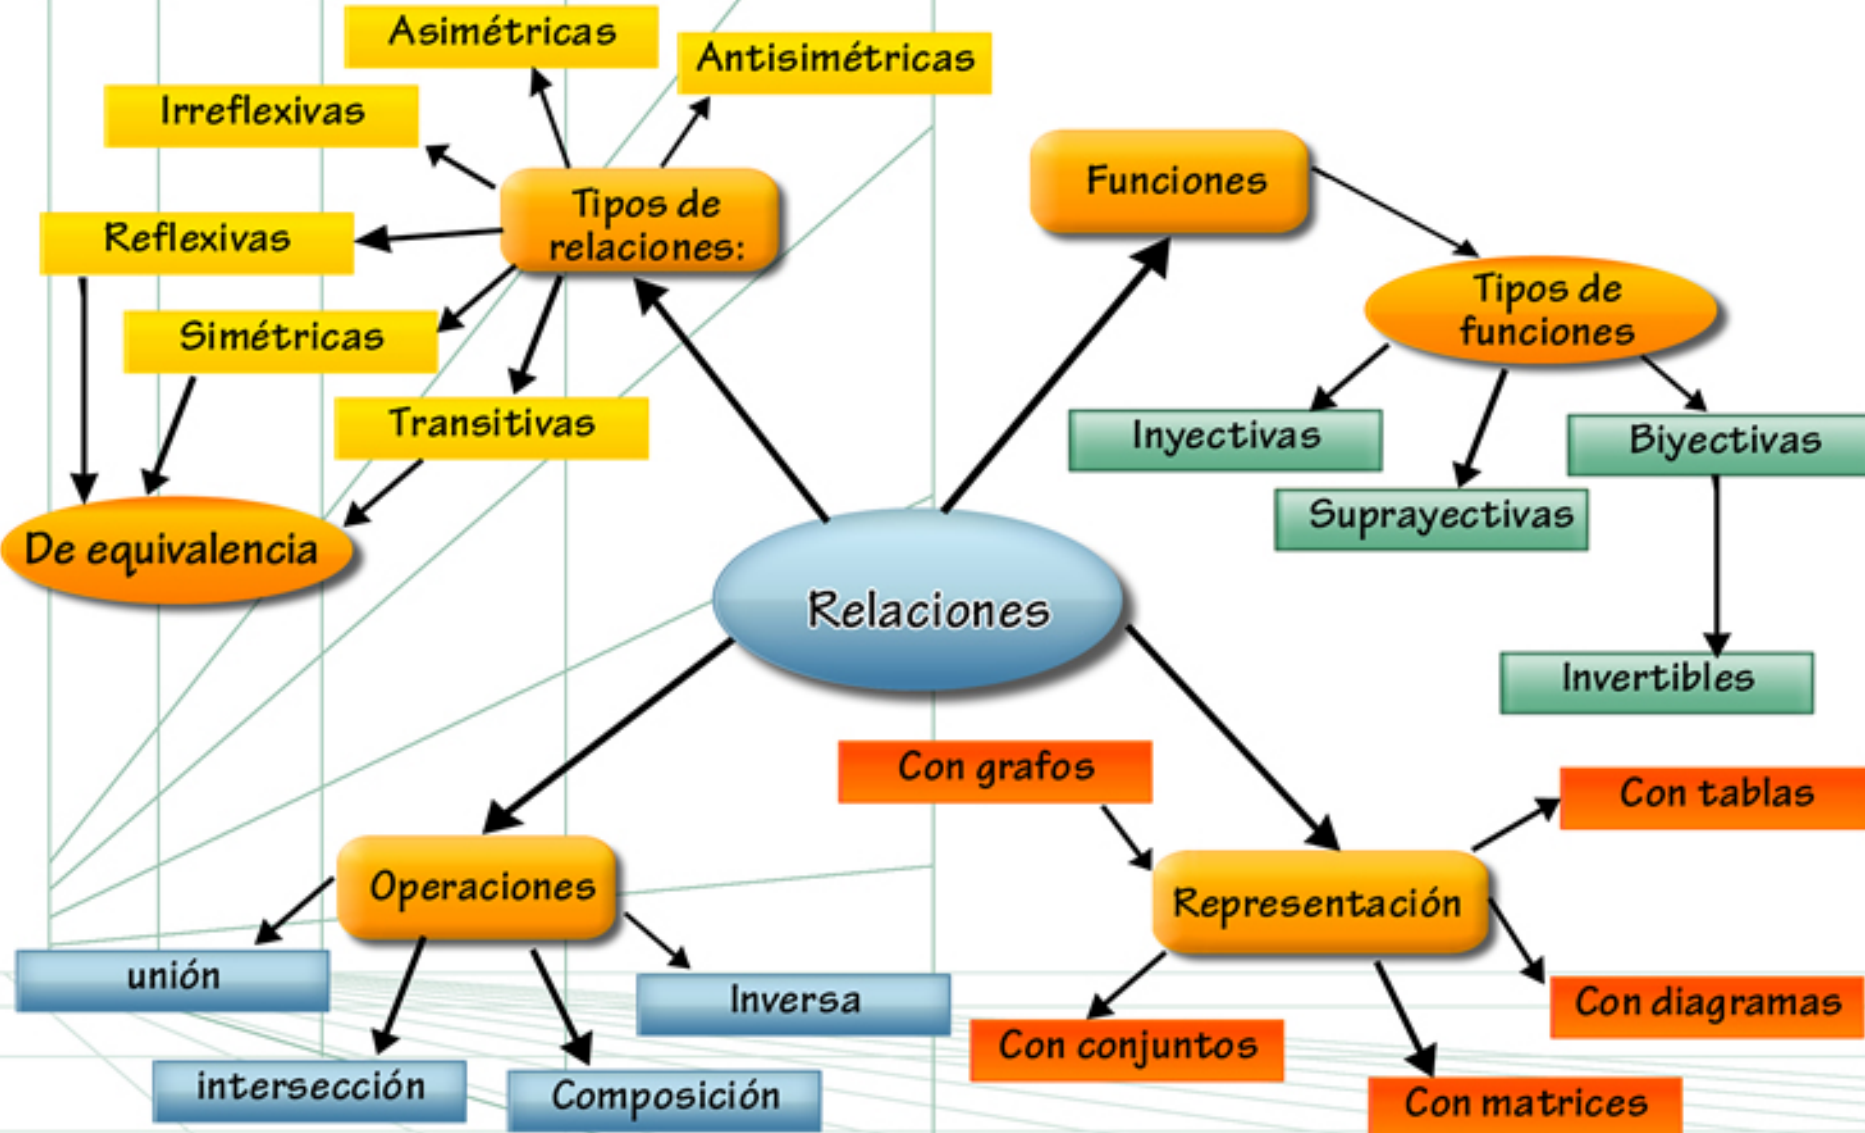 Asimétricas
Antisimétricas
Irreflexivas
Tipos de
relaciones:
Reflexivas
Simétricas
Transitivas
De equivalencia
Funciones
Tipos de
funciones
Inyectivas
Biyectivas
Suprayectivas
Invertibles
Relaciones
Con grafos
Con tablas
Representación
Con diagramas
Con conjuntos
Con matrices
Operaciones
unión
Inversa
intersección
Composición